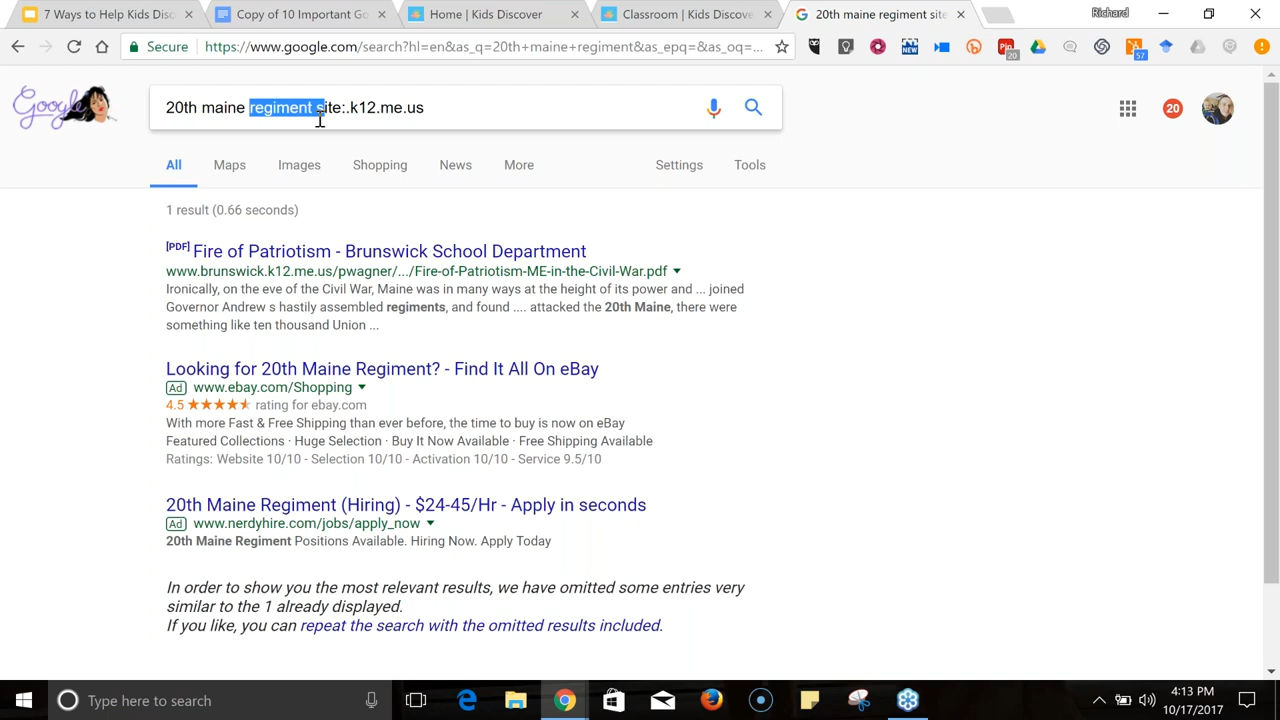 7 Ways to Help Kids Disc
Copy of 10 Important Go
Home | Kids Discover
Classroom | Kids Discove
20th maine regiment site
Richard
Secure
https://www.google.com/search?hl=en&as_q=20th+maine+regiment&as_epq=&as_oq=...
NEW
20
57
Google
20th maine regiment site:.k12.me.us
20
All
Maps
Images
Shopping
News
More
Settings
Tools
1 result (0.66 seconds)
[PDF] Fire of Patriotism - Brunswick School Department
www.brunswick.k12.me.us/pwagner/.../Fire-of-Patriotism-ME-in-the-Civil-War.pdf
Ironically, on the eve of the Civil War, Maine was in many ways at the height of its power and ... joined
Governor Andrew s hastily assembled regiments, and found .... attacked the 20th Maine, there were
something like ten thousand Union ...
Looking for 20th Maine Regiment? - Find It All On eBay
Ad www.ebay.com/Shopping
4.5 ★★★★★ rating for ebay.com
With more Fast & Free Shipping than ever before, the time to buy is now on eBay
Featured Collections · Huge Selection · Buy It Now Available · Free Shipping Available
Ratings: Website 10/10 - Selection 10/10 - Activation 10/10 - Service 9.5/10
20th Maine Regiment (Hiring) - $24-45/Hr - Apply in seconds
Ad www.nerdyhire.com/jobs/apply_now
20th Maine Regiment Positions Available. Hiring Now. Apply Today
In order to show you the most relevant results, we have omitted some entries very
similar to the 1 already displayed.
If you like, you can repeat the search with the omitted results included.
Type here to search
4:13 PM
10/17/2017